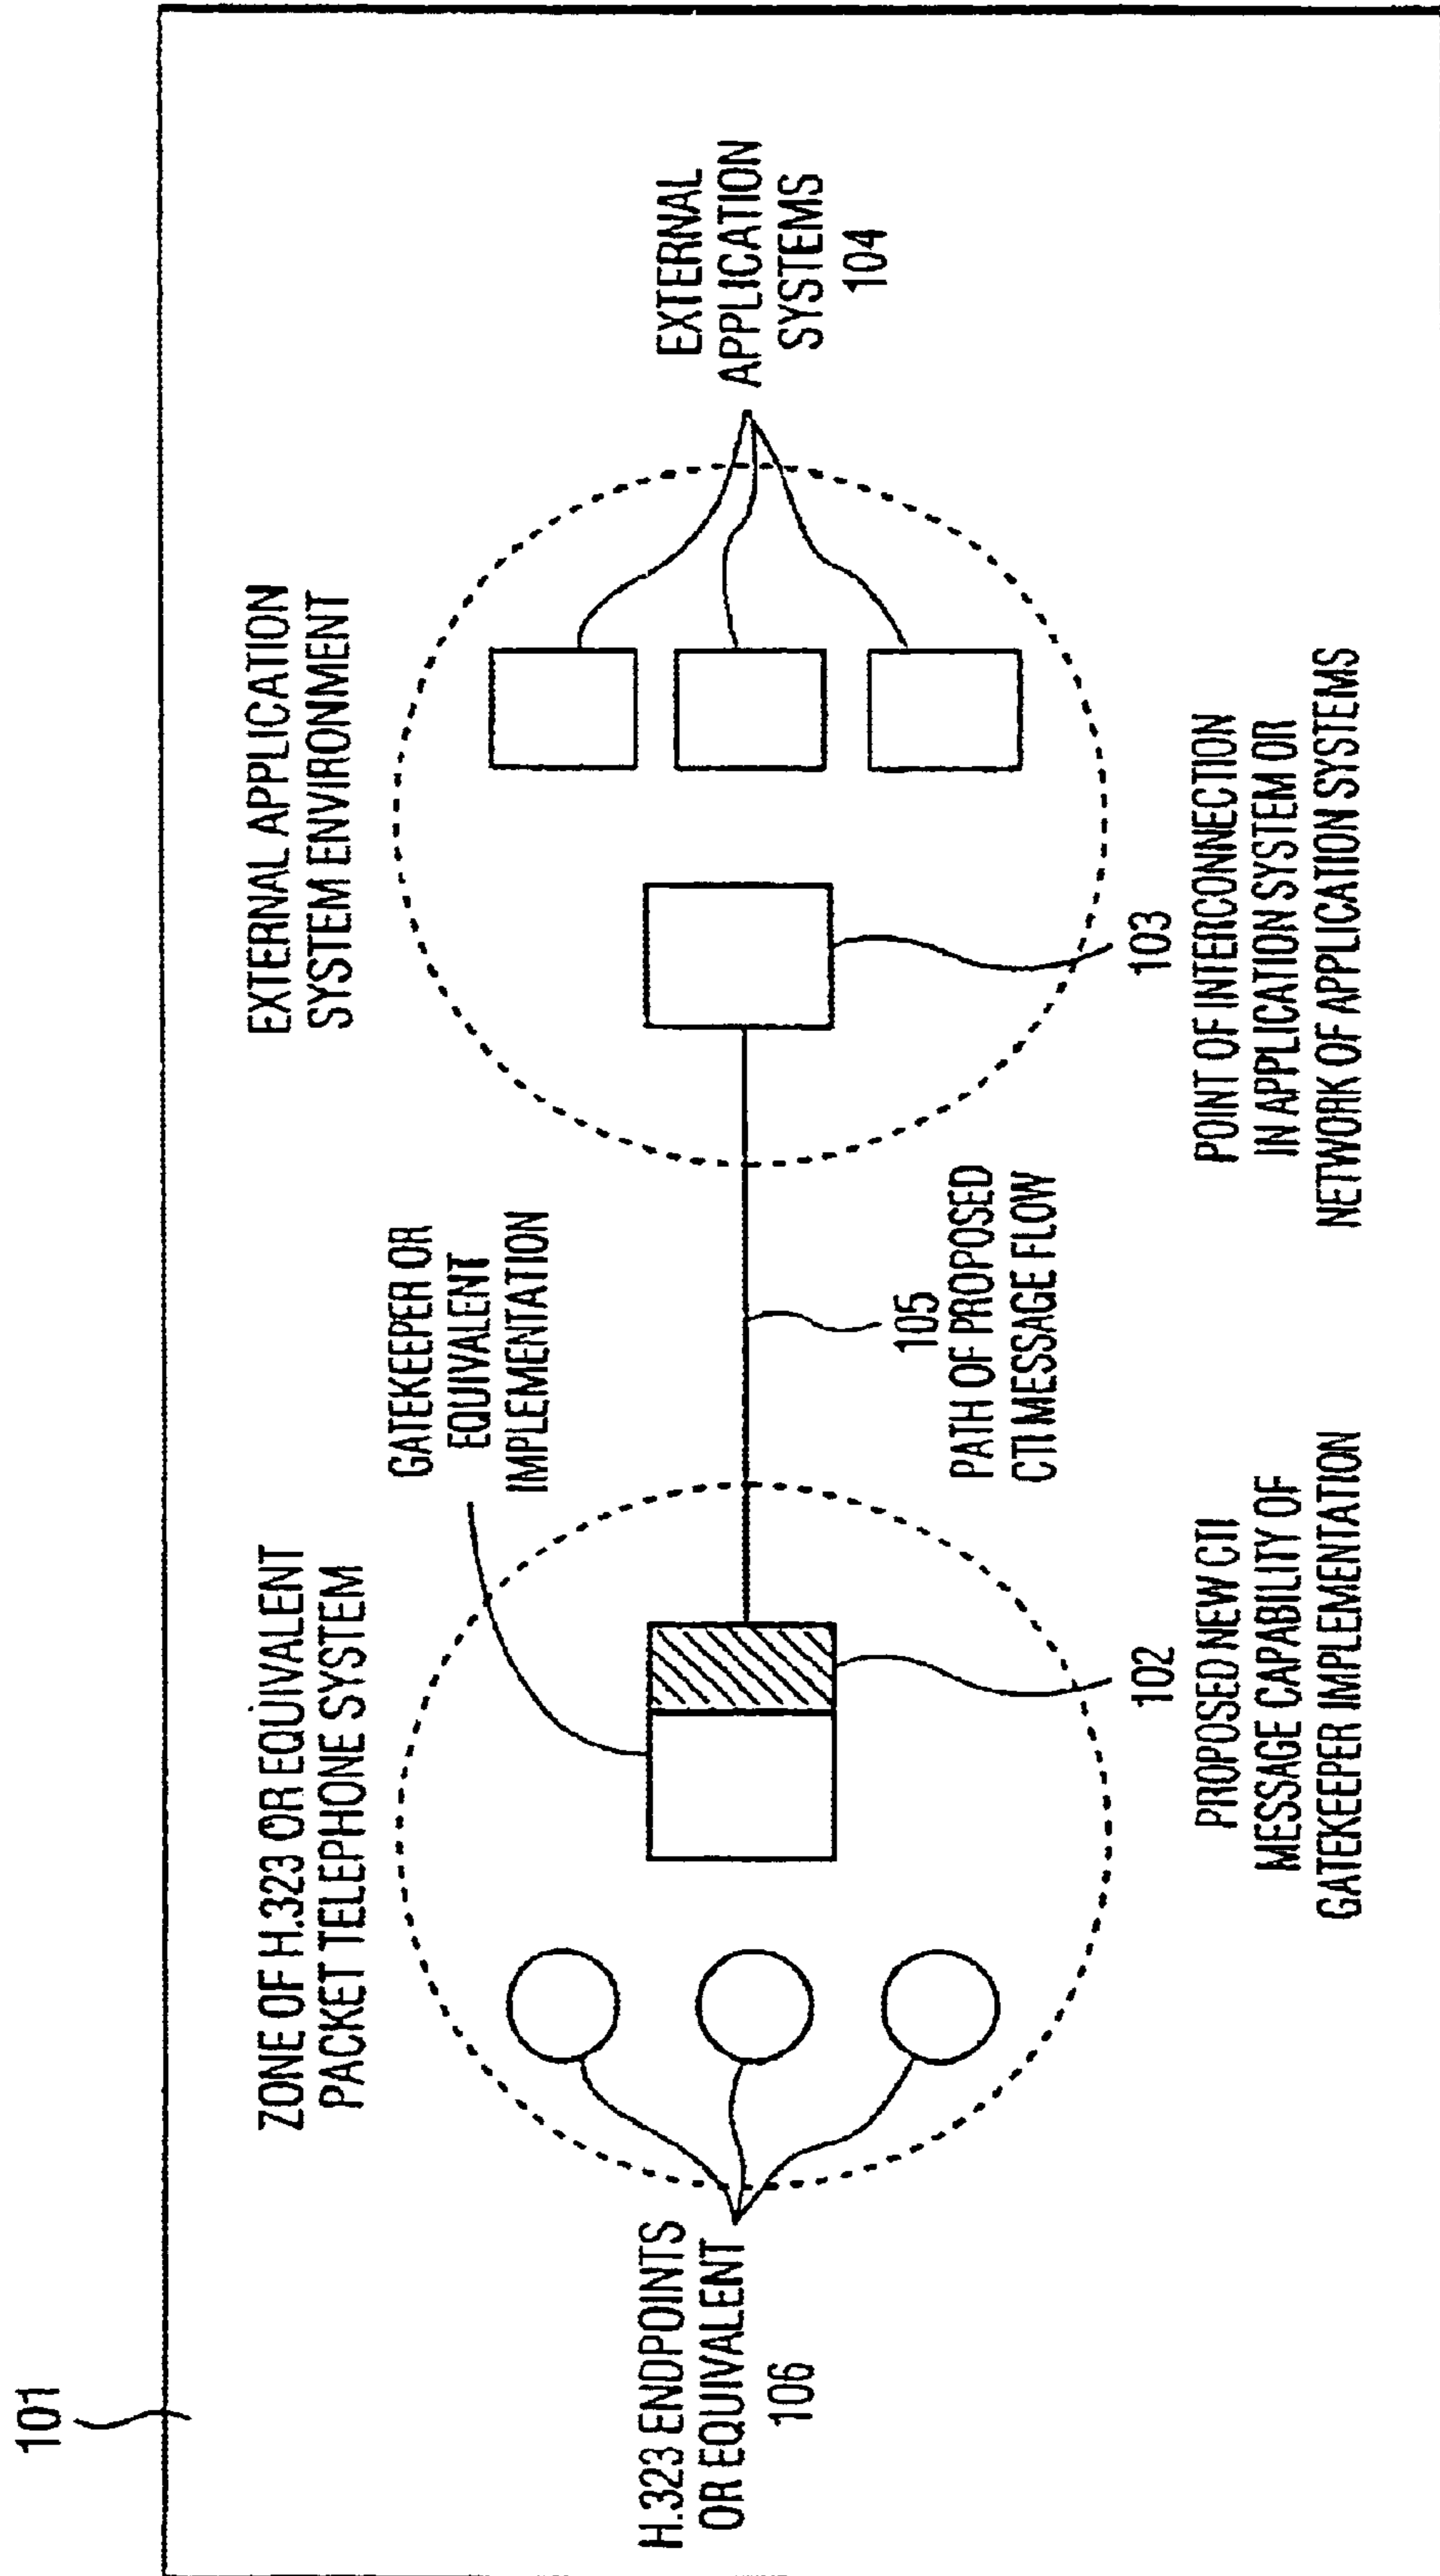 101
ZONE OF H.323 OR EQUIVALENT
PACKET TELEPHONE SYSTEM
EXTERNAL APPLICATION
SYSTEM ENVIRONMENT
GATEKEEPER OR
EQUIVALENT
IMPLEMENTATION
H.323 ENDPOINTS
OR EQUIVALENT
106
EXTERNAL
APPLICATION
SYSTEMS
104
105
PATH OF PROPOSED
CTI MESSAGE FLOW
102
PROPOSED NEW CTI
MESSAGE CAPABILITY OF
GATEKEEPER IMPLEMENTATION
103
POINT OF INTERCONNECTION
IN APPLICATION SYSTEM OR
NETWORK OF APPLICATION SYSTEMS